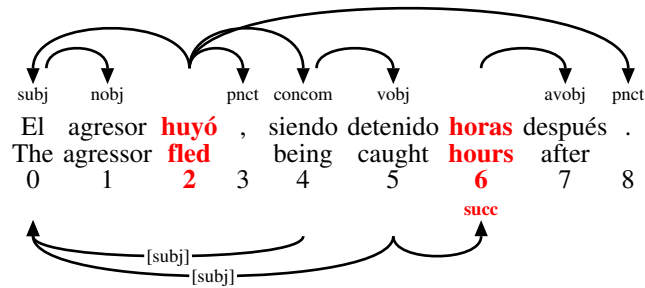 subj nobj pnct concom vobj avobj pnct
El agresor huyó , siendo detenido horas después .
The agressor fled being caught hours after
0 1 2 3 4 5 6 7 8
succ
[subj]
[subj]